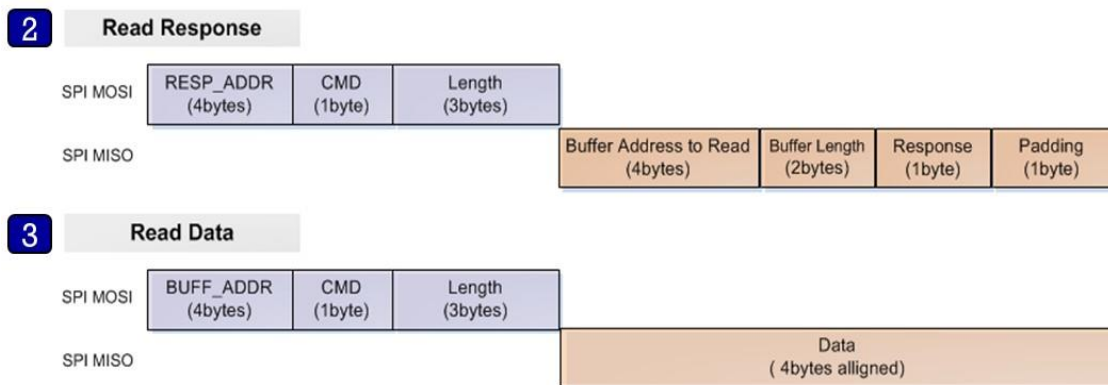 2 Read Response
SPI MOSI RESP_ADDR CMD Length
(4bytes) (1byte) (3bytes)
SPI MISO Buffer Address to Read Buffer Length Response Padding
(4bytes) (2bytes) (1byte) (1byte)
3 Read Data
SPI MOSI BUFF_ADDR CMD Length
(4bytes) (1byte) (3bytes)
SPI MISO Data
( 4bytes alligned)